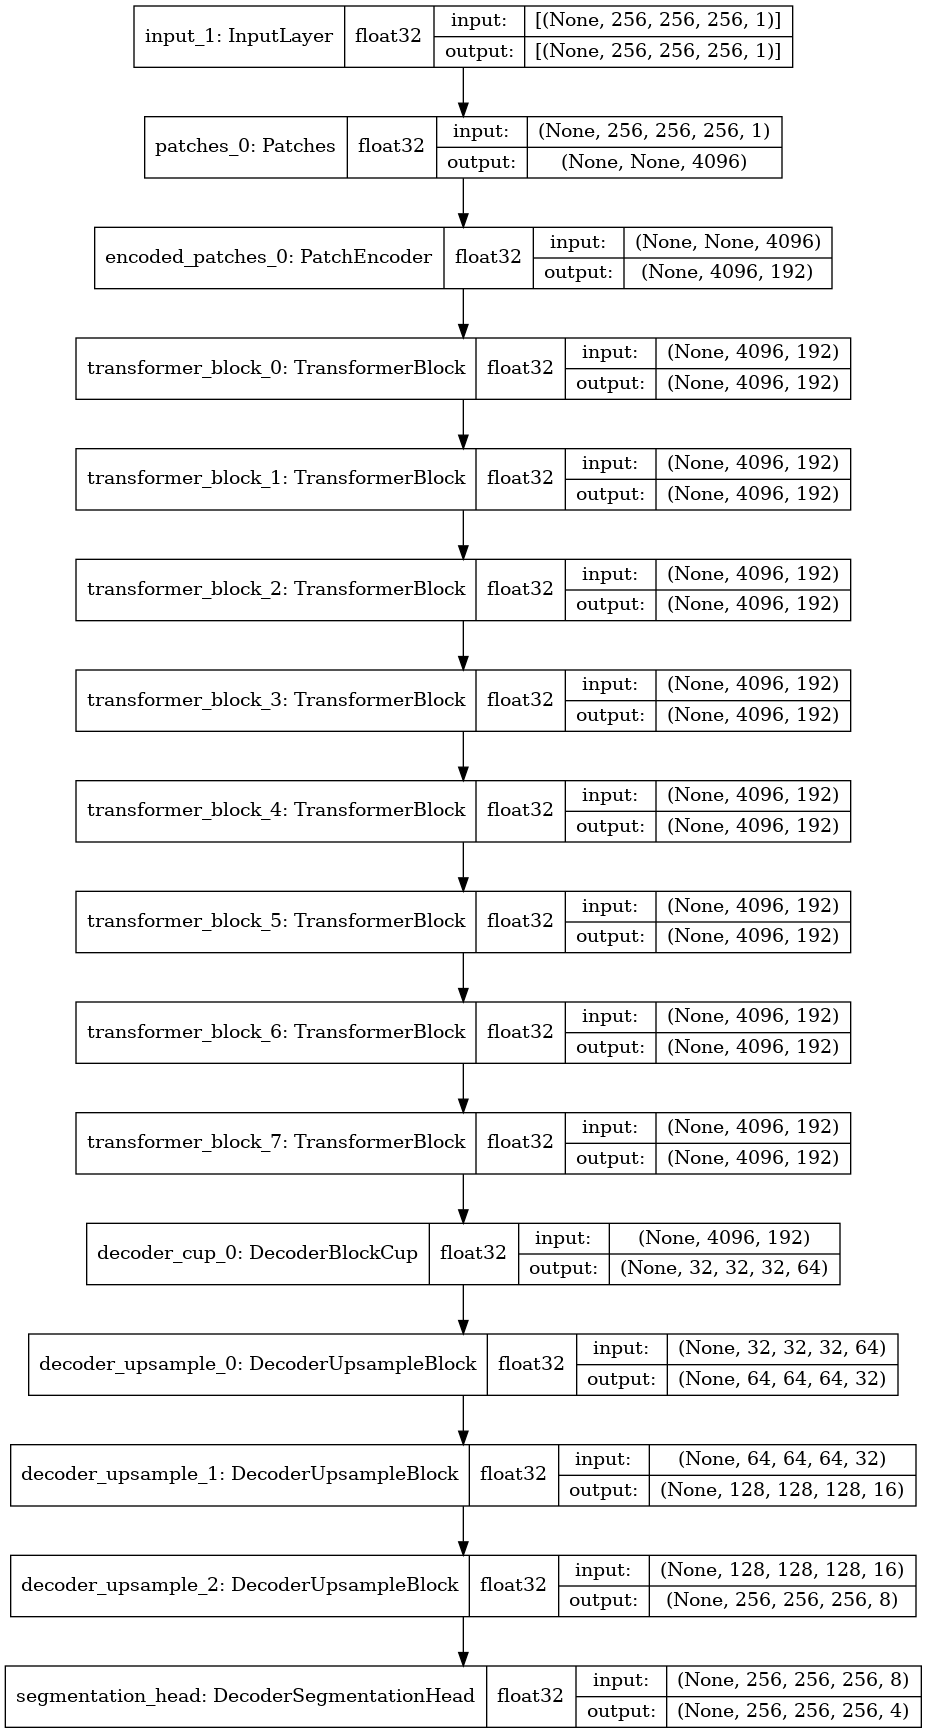 input_1: InputLayer float32 input: [(None, 256, 256, 256, 1)]
output: [(None, 256, 256, 256, 1)]
patches_0: Patches float32 input: (None, 256, 256, 256, 1)
output: (None, None, 4096)
encoded_patches_0: PatchEncoder float32 input: (None, None, 4096)
output: (None, 4096, 192)
transformer_block_0: TransformerBlock float32 input: (None, 4096, 192)
output: (None, 4096, 192)
transformer_block_1: TransformerBlock float32 input: (None, 4096, 192)
output: (None, 4096, 192)
transformer_block_2: TransformerBlock float32 input: (None, 4096, 192)
output: (None, 4096, 192)
transformer_block_3: TransformerBlock float32 input: (None, 4096, 192)
output: (None, 4096, 192)
transformer_block_4: TransformerBlock float32 input: (None, 4096, 192)
output: (None, 4096, 192)
transformer_block_5: TransformerBlock float32 input: (None, 4096, 192)
output: (None, 4096, 192)
transformer_block_6: TransformerBlock float32 input: (None, 4096, 192)
output: (None, 4096, 192)
transformer_block_7: TransformerBlock float32 input: (None, 4096, 192)
output: (None, 4096, 192)
decoder_cup_0: DecoderBlockCup float32 input: (None, 4096, 192)
output: (None, 32, 32, 32, 64)
decoder_upsample_0: DecoderUpsampleBlock float32 input: (None, 32, 32, 32, 64)
output: (None, 64, 64, 64, 32)
decoder_upsample_1: DecoderUpsampleBlock float32 input: (None, 64, 64, 64, 32)
output: (None, 128, 128, 128, 16)
decoder_upsample_2: DecoderUpsampleBlock float32 input: (None, 128, 128, 128, 16)
output: (None, 256, 256, 256, 8)
segmentation_head: DecoderSegmentationHead float32 input: (None, 256, 256, 256, 8)
output: (None, 256, 256, 256, 4)